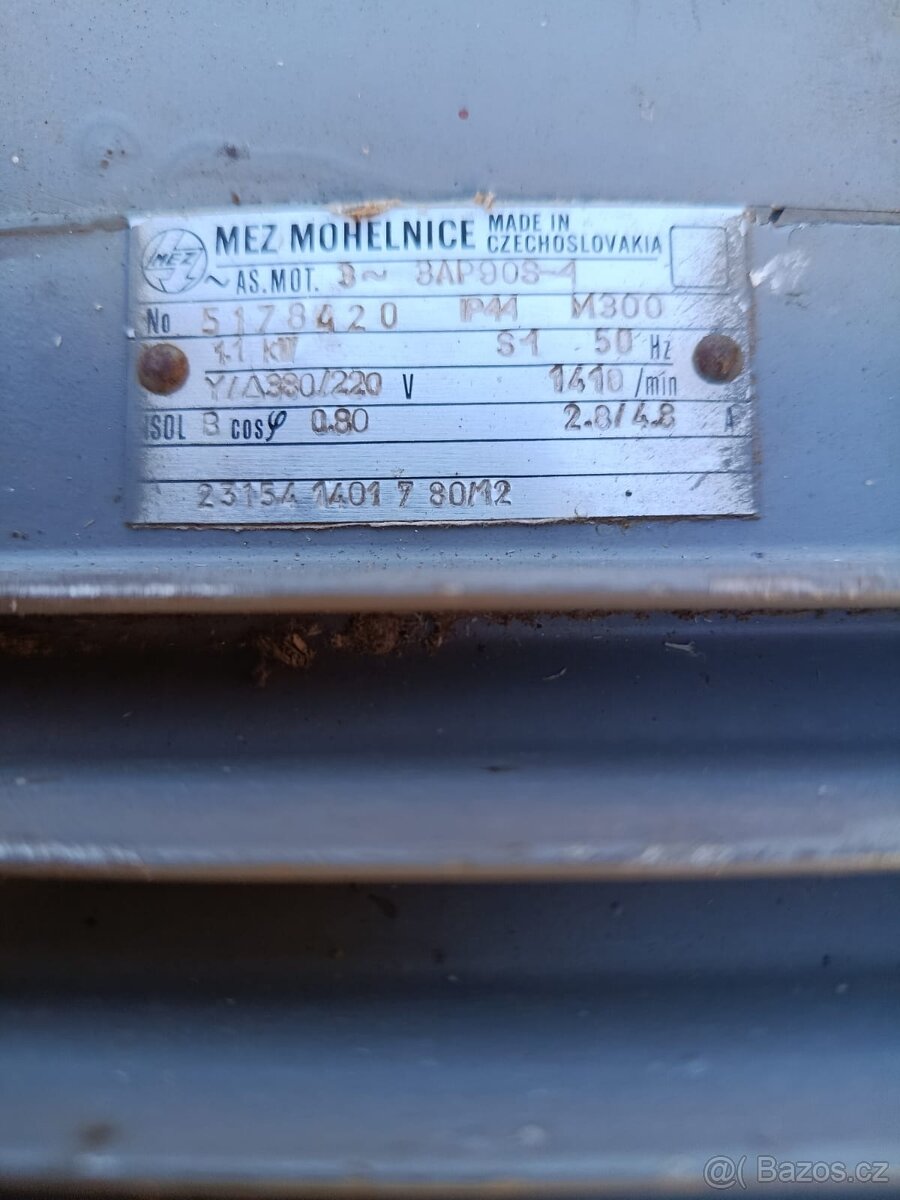 MEZ MEZ MOHELNICE MADE IN CZECHOSLOVAKIA
~ AS.MOT. 3~ 3AP90S-4
No 5178420 IP44 M300
1.1 kW S1 50 Hz
Y/Δ380/220 V 1410/min
ISOL B cosφ 0.80 2.8/4.8 A
23154 1401 7 80/12
@ Bazos.cz